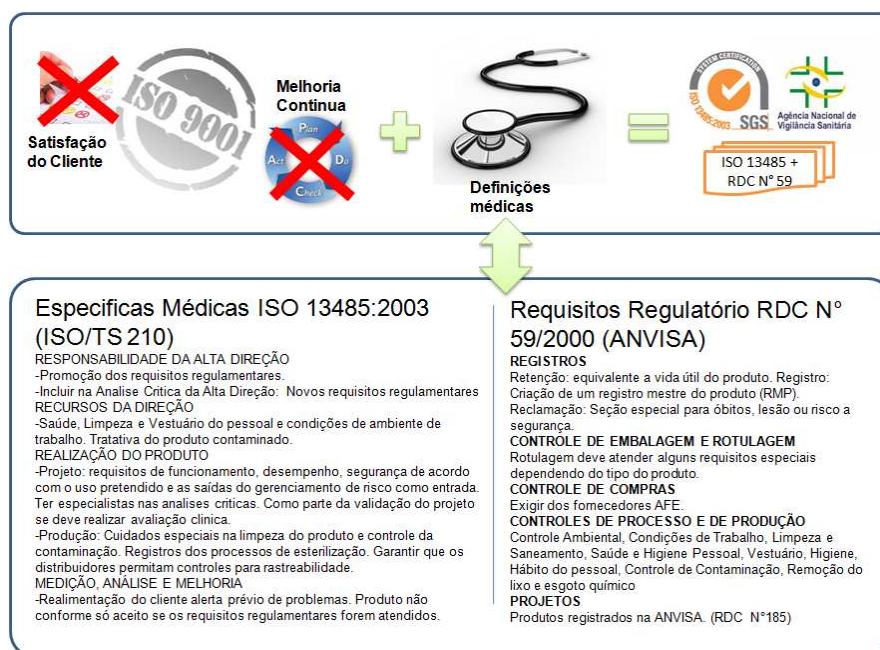 Satisfação
do Cliente
ISO 9001
Melhoria
Continua
Plan
Do
Check
Act
Definições
médicas
SYSTEM CERTIFICATION
ISO 13485:2003
SGS
Agência Nacional de
Vigilância Sanitária
ISO 13485 +
RDC N° 59
Especificas Médicas ISO 13485:2003
(ISO/TS 210)
RESPONSABILIDADE DA ALTA DIREÇÃO
-Promoção dos requisitos regulamentares.
-Incluir na Analise Critica da Alta Direção: Novos requisitos regulamentares
RECURSOS DA DIREÇÃO
-Saúde, Limpeza e Vestuário do pessoal e condições de ambiente de
trabalho. Tratativa do produto contaminado.
REALIZAÇÃO DO PRODUTO
-Projeto: requisitos de funcionamento, desempenho, segurança de acordo
com o uso pretendido e as saídas do gerenciamento de risco como entrada.
Ter especialistas nas analises criticas. Como parte da validação do projeto
se deve realizar avaliação clinica.
-Produção: Cuidados especiais na limpeza do produto e controle da
contaminação. Registros dos processos de esterilização. Garantir que os
distribuidores permitam controles para rastreabilidade.
MEDIÇÃO, ANÁLISE E MELHORIA
-Realimentação do cliente alerta prévio de problemas. Produto não
conforme só aceito se os requisitos regulamentares forem atendidos.
Requisitos Regulatório RDC N°
59/2000 (ANVISA)
REGISTROS
Retenção: equivalente a vida útil do produto. Registro:
Criação de um registro mestre do produto (RMP).
Reclamação: Seção especial para óbitos, lesão ou risco a
segurança.
CONTROLE DE EMBALAGEM E ROTULAGEM
Rotulagem deve atender alguns requisitos especiais
dependendo do tipo do produto.
CONTROLE DE COMPRAS
Exigir dos fornecedores AFE.
CONTROLES DE PROCESSO E DE PRODUÇÃO
Controle Ambiental, Condições de Trabalho, Limpeza e
Saneamento, Saúde e Higiene Pessoal, Vestuário, Higiene,
Hábito do pessoal, Controle de Contaminação, Remoção do
lixo e esgoto químico
PROJETOS
Produtos registrados na ANVISA. (RDC N°185)